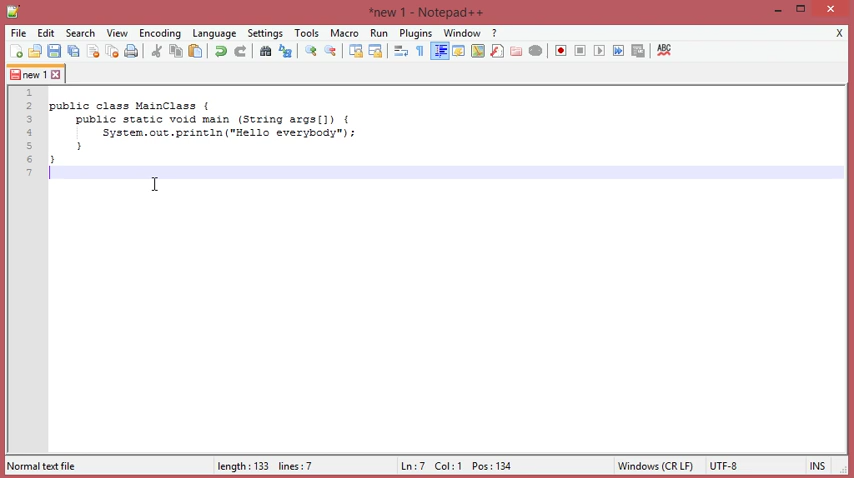 *new 1 - Notepad++
File Edit Search View Encoding Language Settings Tools Macro Run Plugins Window ? X
ABC
new 1
1
2 public class MainClass {
3 public static void main (String args[]) {
4 System.out.println("Hello everybody");
5 }
6 }
7
Normal text file length : 133 lines : 7 Ln : 7 Col : 1 Pos : 134 Windows (CR LF) UTF-8 INS